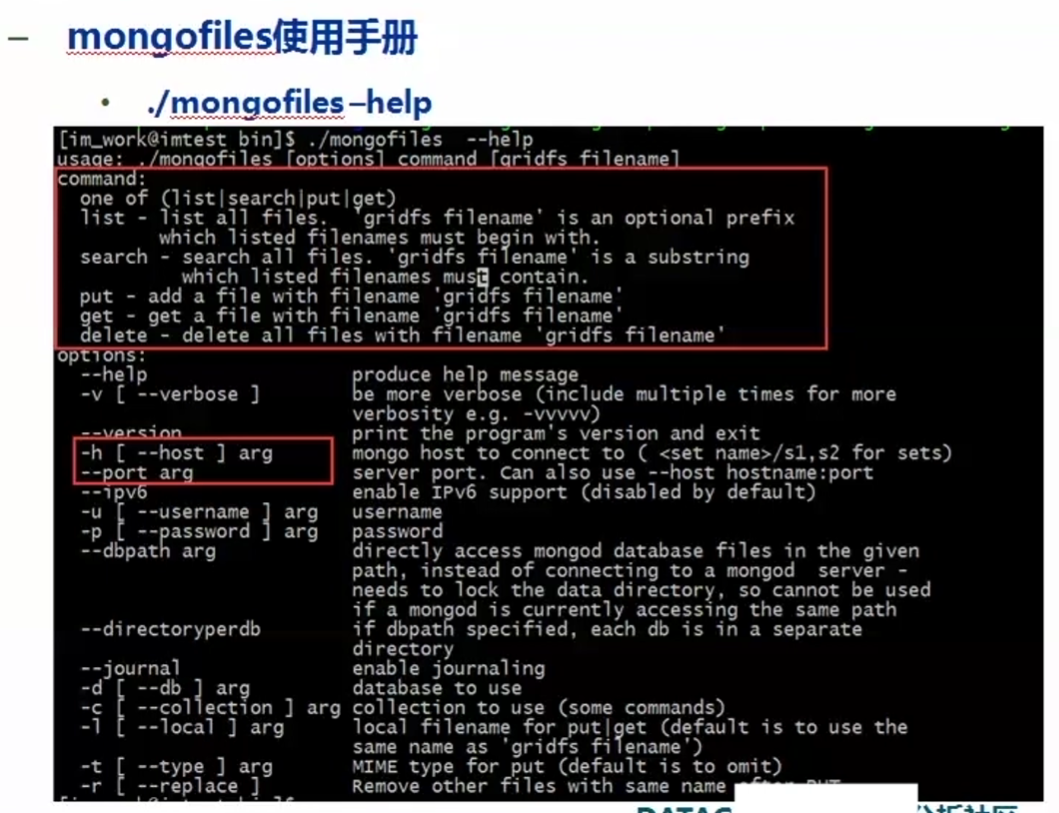 – mongofiles使用手册
• ./mongofiles –help
[im_work@imtest bin]$ ./mongofiles --help
usage: ./mongofiles [options] command [gridfs filename]
command:
one of (list|search|put|get)
list - list all files. 'gridfs filename' is an optional prefix
which listed filenames must begin with.
search - search all files. 'gridfs filename' is a substring
which listed filenames must contain.
put - add a file with filename 'gridfs filename'
get - get a file with filename 'gridfs filename'
delete - delete all files with filename 'gridfs filename'
options:
--help produce help message
-v [ --verbose ] be more verbose (include multiple times for more
verbosity e.g. -vvvvv)
--version print the program's version and exit
-h [ --host ] arg mongo host to connect to ( <set name>/s1,s2 for sets)
--port arg server port. Can also use --host hostname:port
--ipv6 enable IPv6 support (disabled by default)
-u [ --username ] arg username
-p [ --password ] arg password
--dbpath arg directly access mongod database files in the given
path, instead of connecting to a mongod server -
needs to lock the data directory, so cannot be used
if a mongod is currently accessing the same path
--directoryperdb if dbpath specified, each db is in a separate
directory
--journal enable journaling
-d [ --db ] arg database to use
-c [ --collection ] arg collection to use (some commands)
-l [ --local ] arg local filename for put|get (default is to use the
same name as 'gridfs filename')
-t [ --type ] arg MIME type for put (default is to omit)
-r [ --replace ] Remove other files with same name after PUT